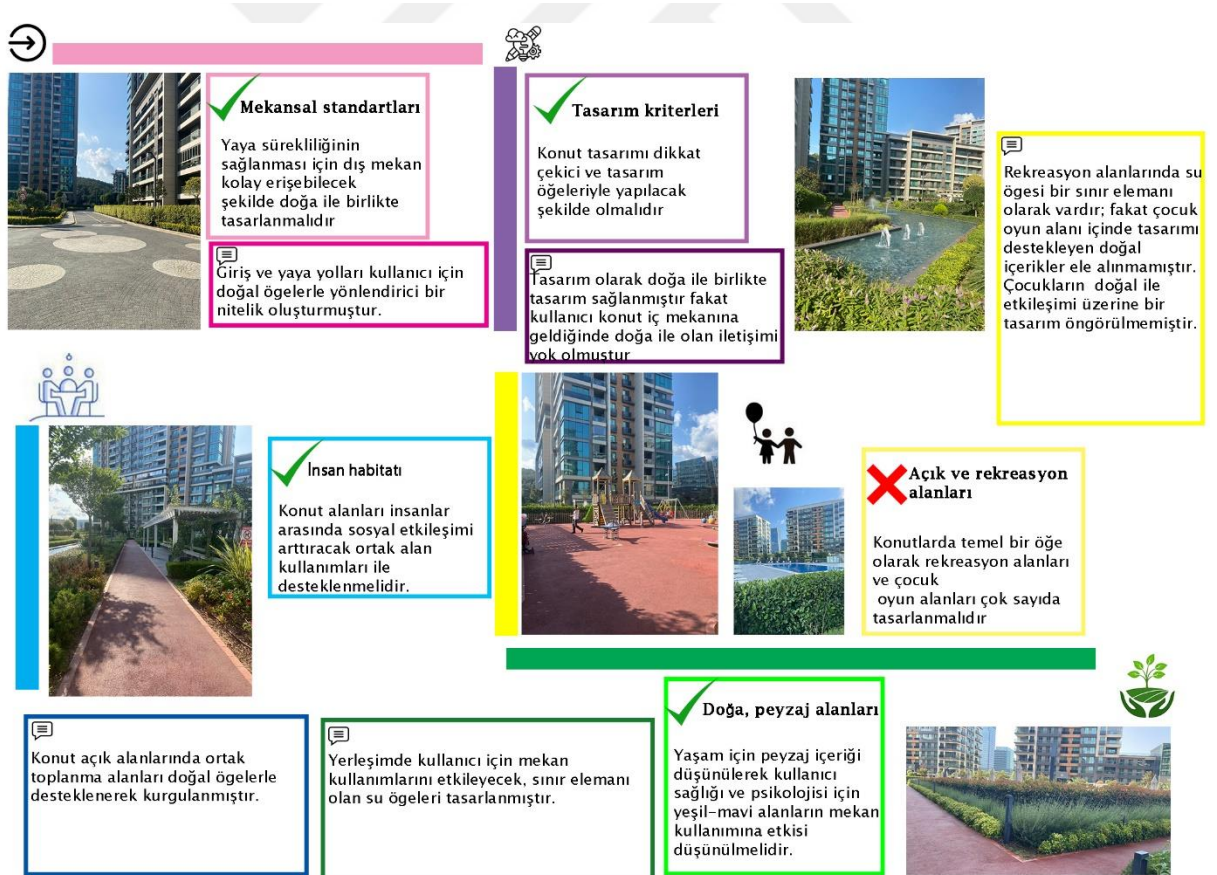 Mekansal standartları
Yaya sürekliliğinin
sağlanması için dış mekan
kolay erişebilecek
şekilde doğa ile birlikte
tasarlanmalıdır
Giriş ve yaya yolları kullanıcı için
doğal ögelerle yönlendirici bir
nitelik oluşturmuştur.
Tasarım kriterleri
Konut tasarımı dikkat
çekici ve tasarım
öğeleriyle yapılacak
şekilde olmalıdır
Tasarım olarak doğa ile birlikte
tasarım sağlanmıştır fakat
kullanıcı konut iç mekanına
geldiğinde doğa ile olan iletişimi
yok olmuştur
Rekreasyon alanlarında su
ögesi bir sınır elemanı
olarak vardır; fakat çocuk
oyun alanı içinde tasarımı
destekleyen doğal
içerikler ele alınmamıştır.
Çocukların  doğal ile
etkileşimi üzerine bir
tasarım öngörülmemiştir.
İnsan habitatı
Konut alanları insanlar
arasında sosyal etkileşimi
arttıracak ortak alan
kullanımları ile
desteklenmelidir.
Açık ve rekreasyon
alanları
Konutlarda temel bir öğe
olarak rekreasyon alanları
ve çocuk
oyun alanları çok sayıda
tasarlanmalıdır
Konut açık alanlarında ortak
toplanma alanları doğal ögelerle
desteklenerek kurgulanmıştır.
Yerleşimde kullanıcı için mekan
kullanımlarını etkileyecek, sınır elemanı
olan su ögeleri tasarlanmıştır.
Doğa, peyzaj alanları
Yaşam için peyzaj içeriği
düşünülerek kullanıcı
sağlığı ve psikolojisi için
yeşil-mavi alanların mekan
kullanımına etkisi
düşünülmelidir.